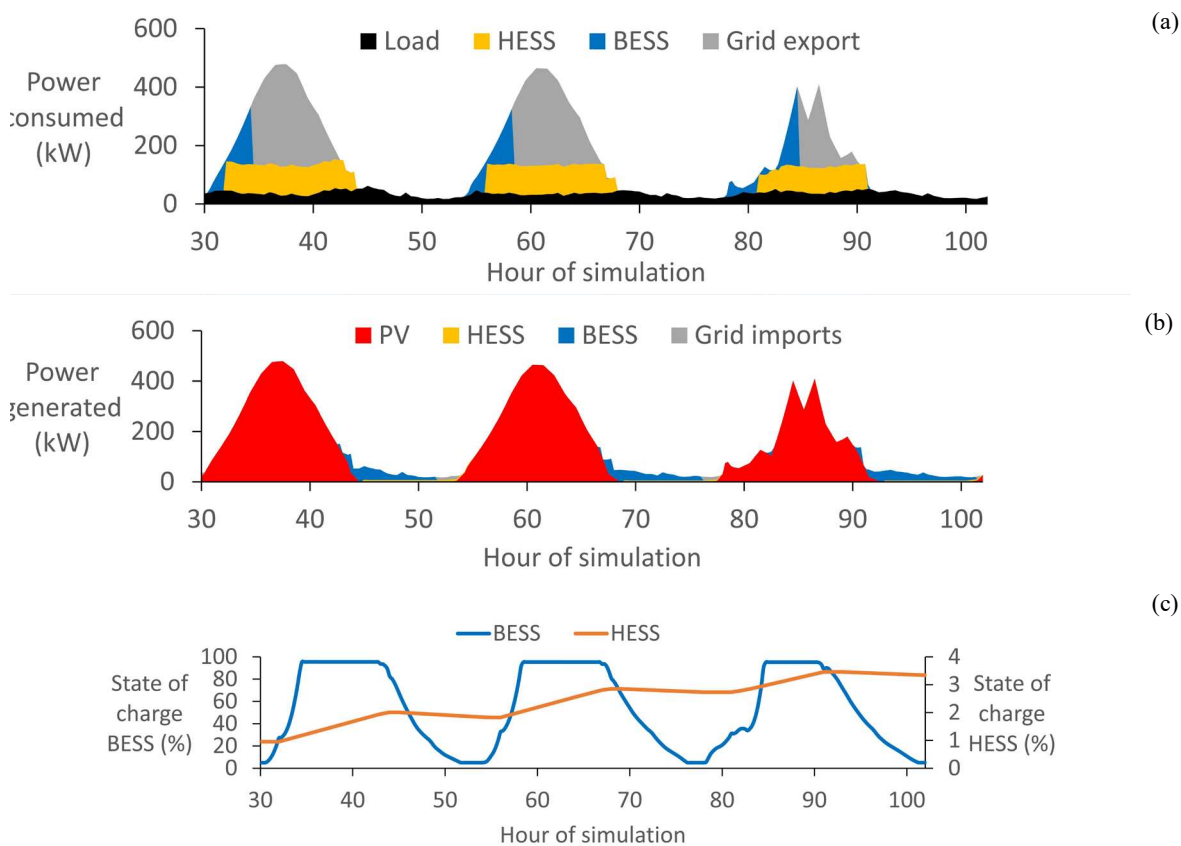 (a)
600
Load HESS BESS Grid export
Power
consumed
(kW)
400
200
0
30 40 50 60 70 80 90 100
Hour of simulation
(b)
600
PV HESS BESS Grid imports
Power
generated
(kW)
400
200
0
30 40 50 60 70 80 90 100
Hour of simulation
(c)
BESS HESS
State of
charge
BESS (%)
100
80
60
40
20
0
4
3
2
1
0
State of
charge
HESS (%)
30 40 50 60 70 80 90 100
Hour of simulation